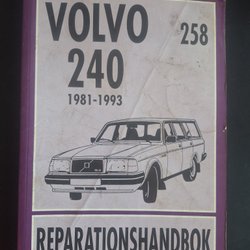 VOLVO
258
240
1981-1993
REPARATIONSHANDBOK